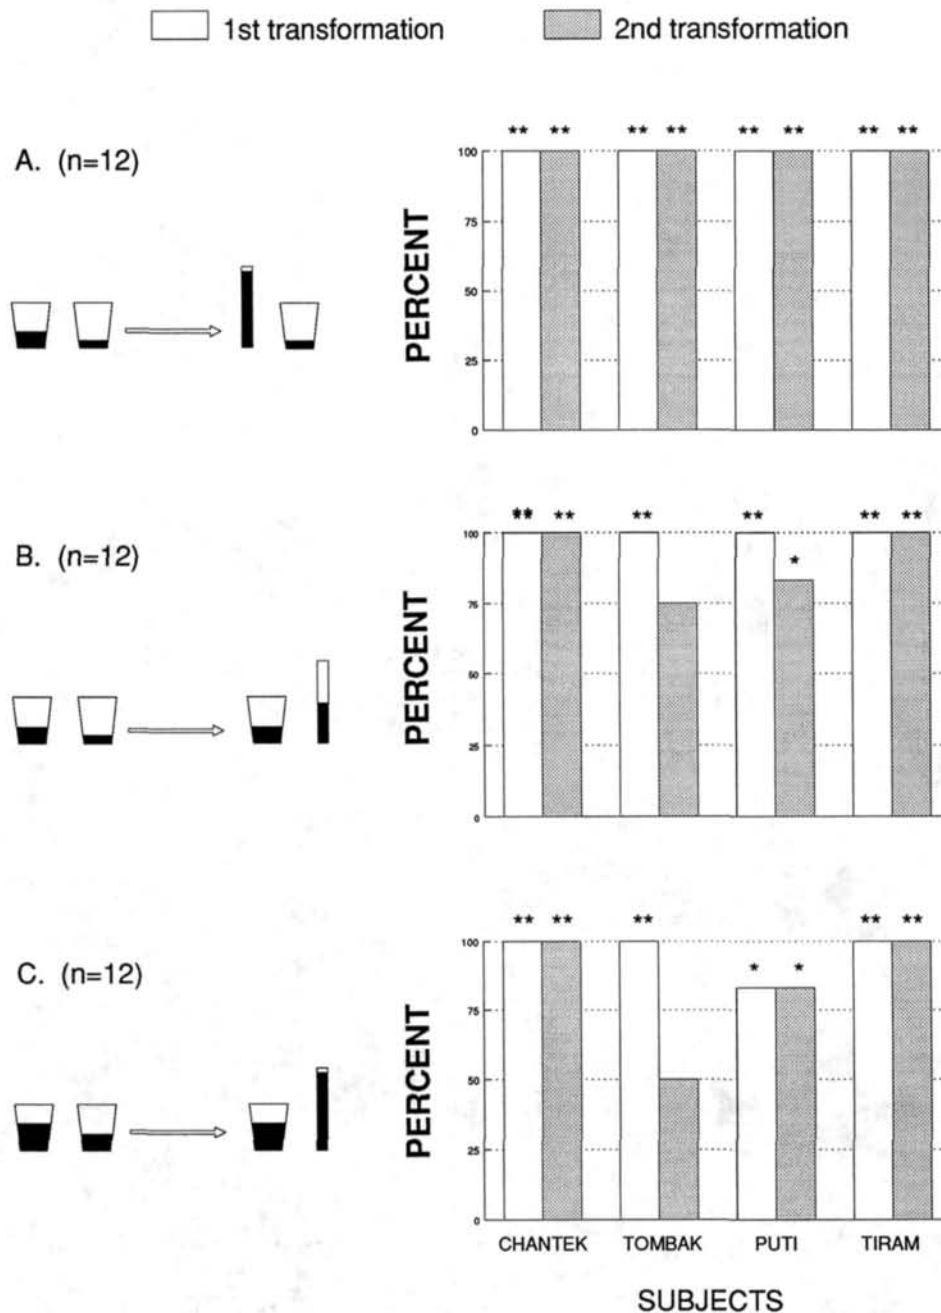 1st transformation 2nd transformation
A. (n=12)
** ** ** ** ** ** ** **
PERCENT
100
75
50
25
0
B. (n=12)
** ** ** ** ** ** **
*
PERCENT
100
75
50
25
0
C. (n=12)
** ** ** ** **
* *
PERCENT
100
75
50
25
0
CHANTEK TOMBAK PUTI TIRAM
SUBJECTS